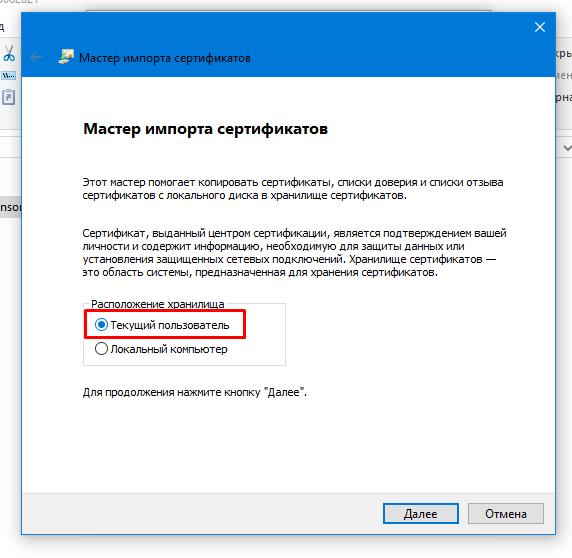 Мастер импорта сертификатов
Мастер импорта сертификатов
Этот мастер помогает копировать сертификаты, списки доверия и списки отзыва
сертификатов с локального диска в хранилище сертификатов.
Сертификат, выданный центром сертификации, является подтверждением вашей
личности и содержит информацию, необходимую для защиты данных или
установления защищенных сетевых подключений. Хранилище сертификатов —
это область системы, предназначенная для хранения сертификатов.
Расположение хранилища
Текущий пользователь
Локальный компьютер
Для продолжения нажмите кнопку "Далее".
Далее
Отмена